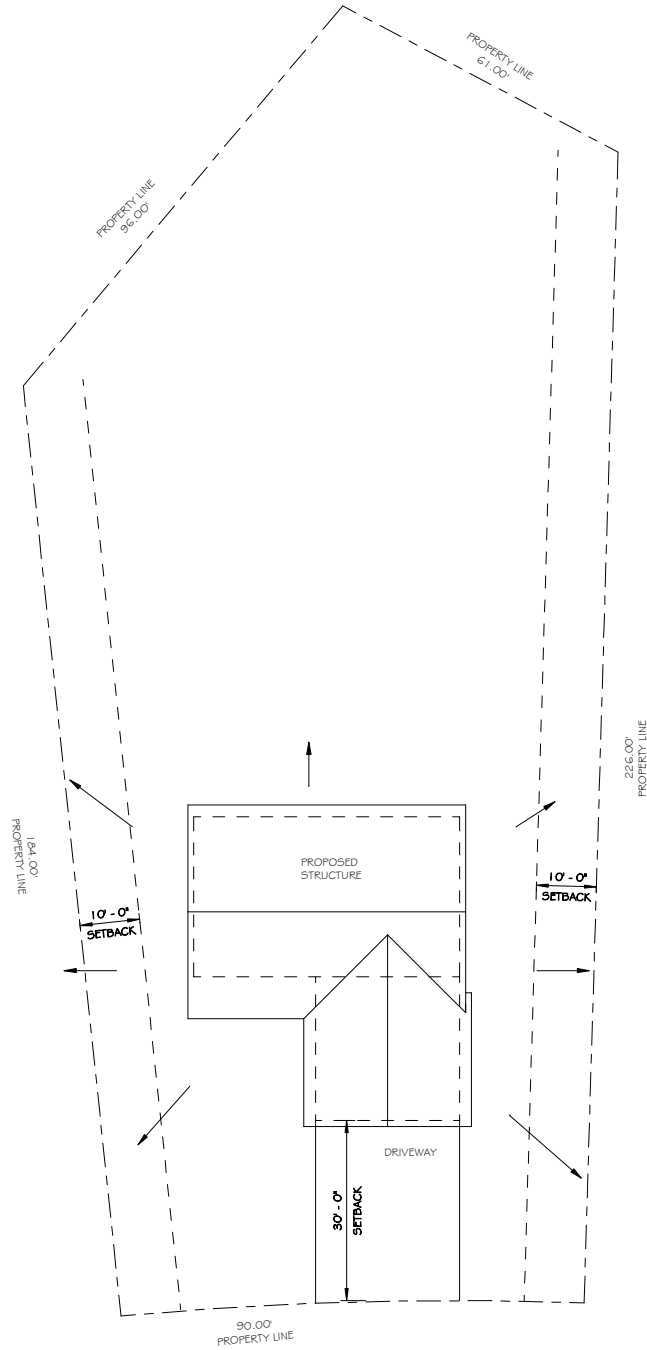 PROPERTY LINE
61.00'
PROPERTY LINE
96.00'
226.00'
PROPERTY LINE
184.00'
PROPERTY LINE
PROPOSED
STRUCTURE
10' - 0"
SETBACK
10' - 0"
SETBACK
DRIVEWAY
30' - 0"
SETBACK
90.00'
PROPERTY LINE